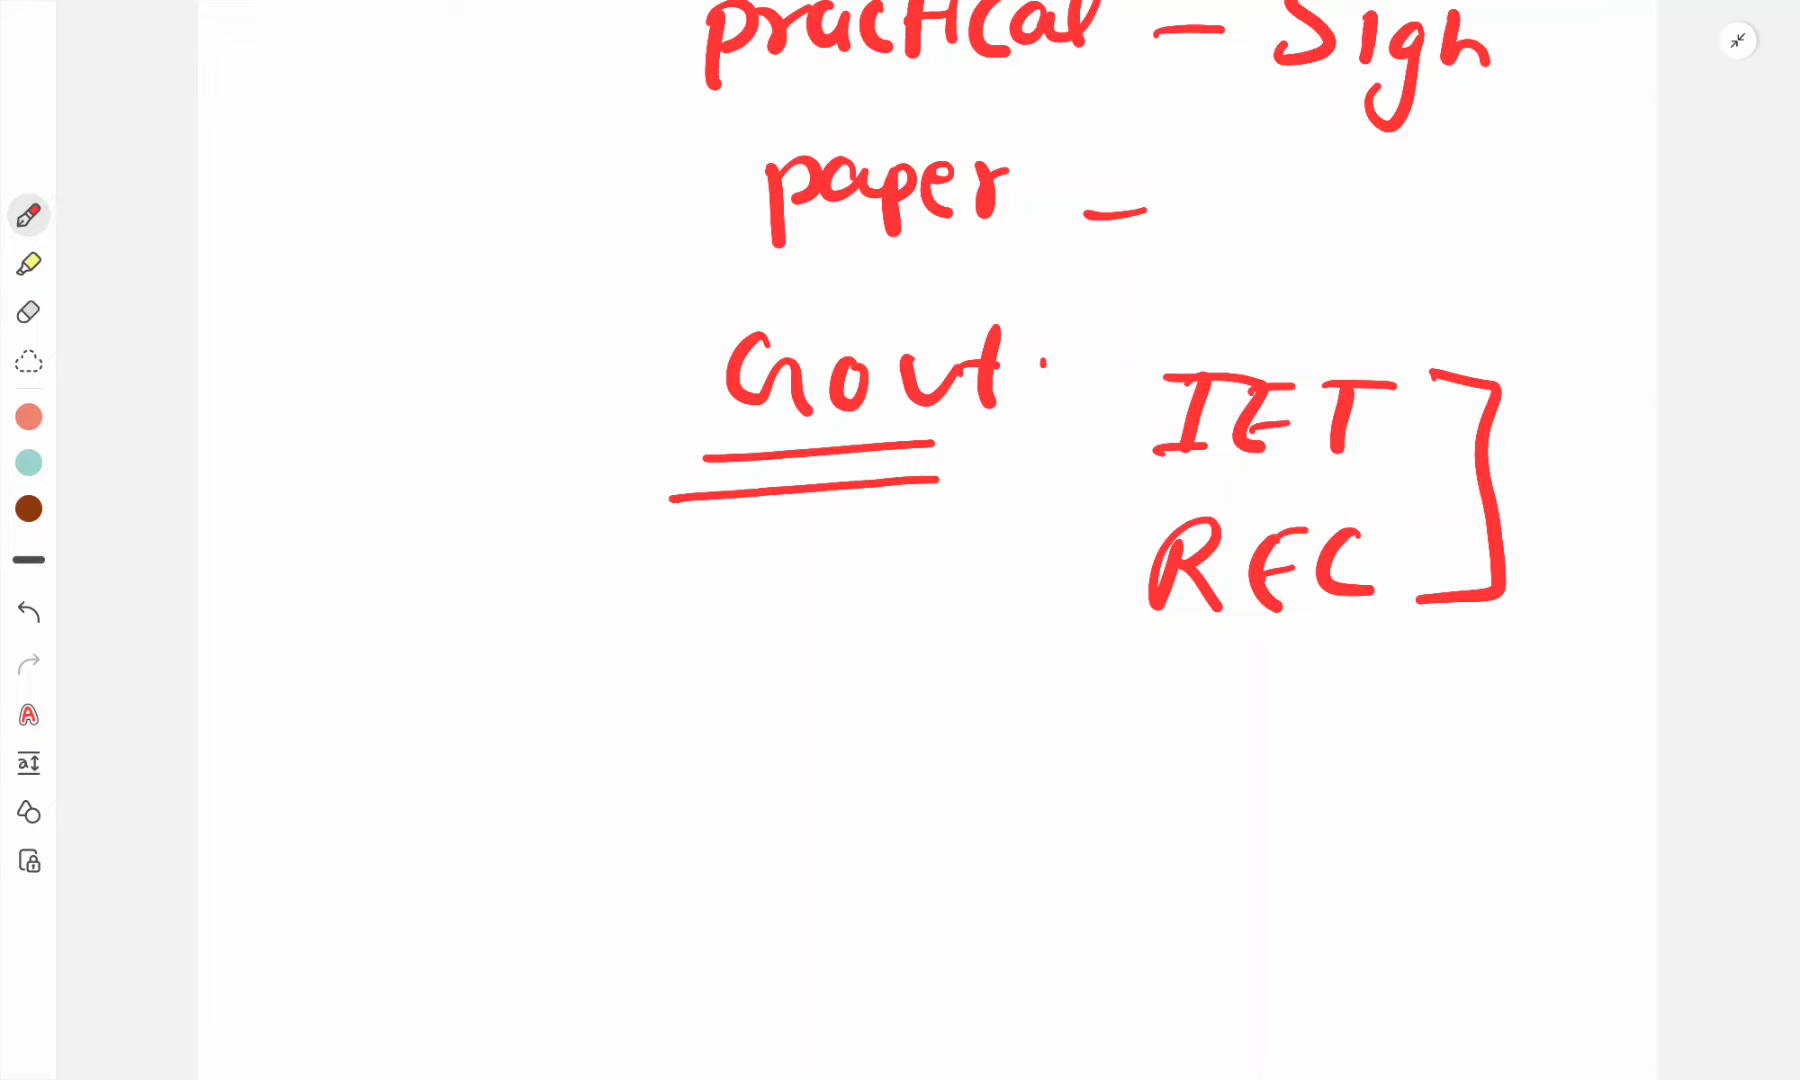 practical - Sign
paper -
Govt.
IET
REC